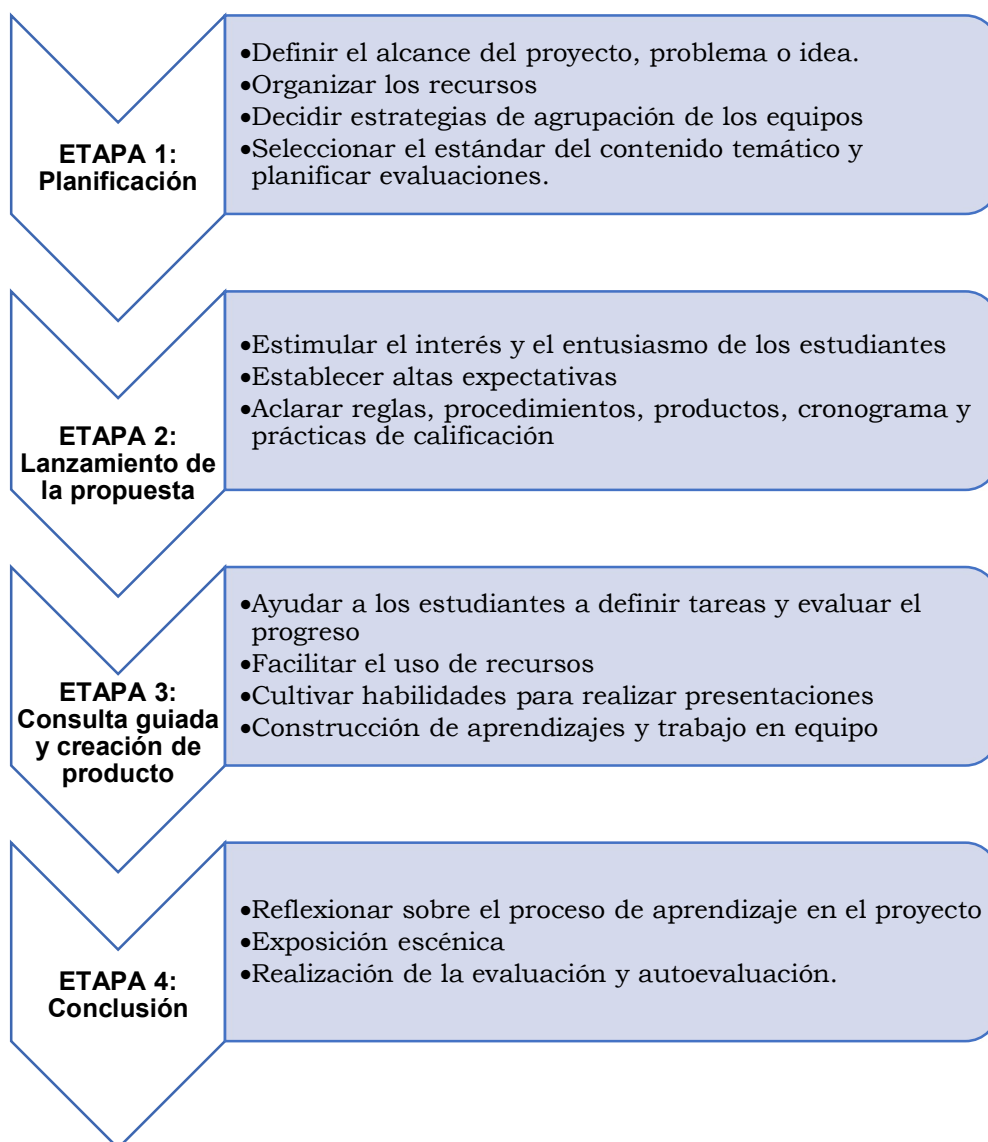 ETAPA 1:
Planificación
•Definir el alcance del proyecto, problema o idea.
•Organizar los recursos
•Decidir estrategias de agrupación de los equipos
•Seleccionar el estándar del contenido temático y
planificar evaluaciones.
ETAPA 2:
Lanzamiento de
la propuesta
•Estimular el interés y el entusiasmo de los estudiantes
•Establecer altas expectativas
•Aclarar reglas, procedimientos, productos, cronograma y
prácticas de calificación
ETAPA 3:
Consulta guiada
y creación de
producto
•Ayudar a los estudiantes a definir tareas y evaluar el
progreso
•Facilitar el uso de recursos
•Cultivar habilidades para realizar presentaciones
•Construcción de aprendizajes y trabajo en equipo
ETAPA 4:
Conclusión
•Reflexionar sobre el proceso de aprendizaje en el proyecto
•Exposición escénica
•Realización de la evaluación y autoevaluación.